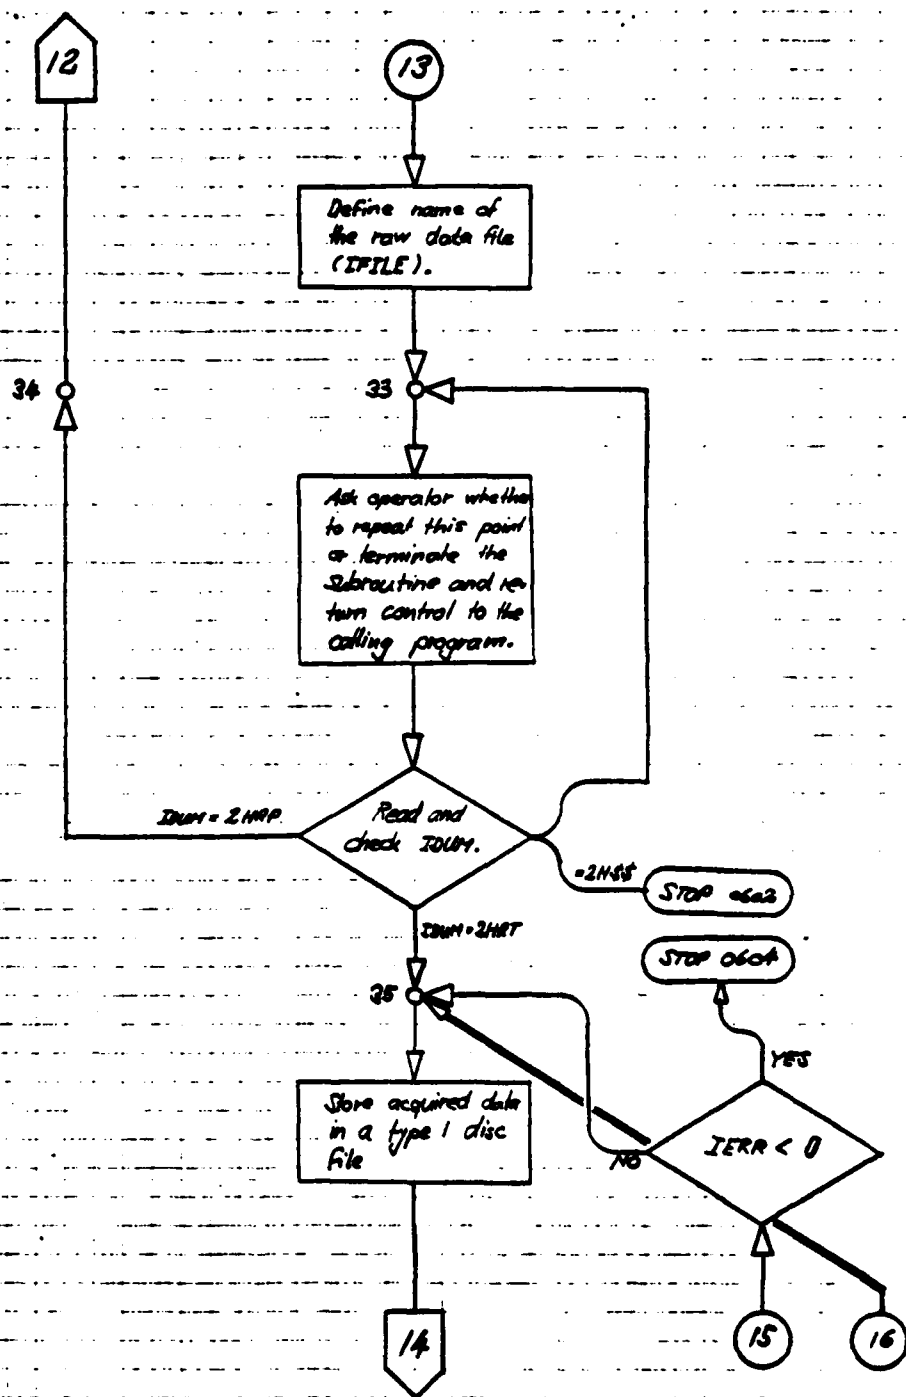 12
13
Define name of
the raw data file
(IFILE).
34
33
Ask operator whether
to repeat this point
or terminate the
subroutine and re-
turn control to the
calling program.
IDUM = 2HRP
Read and
check IDUM.
=2H$$
STOP 0602
IDUM=2HRT
STOP 0604
35
YES
Store acquired data
in a type 1 disc
file
NO
IERR < 0
14
15
16